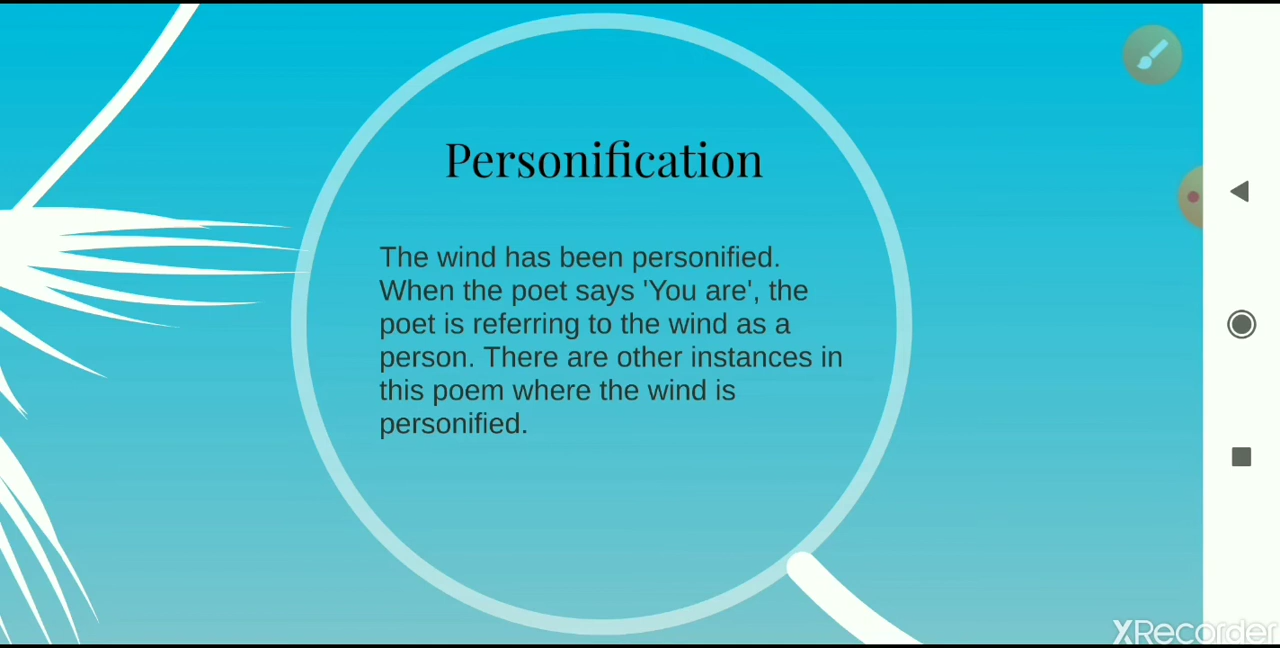 Personification
The wind has been personified.
When the poet says 'You are', the
poet is referring to the wind as a
person. There are other instances in
this poem where the wind is
personified.
XRecorder